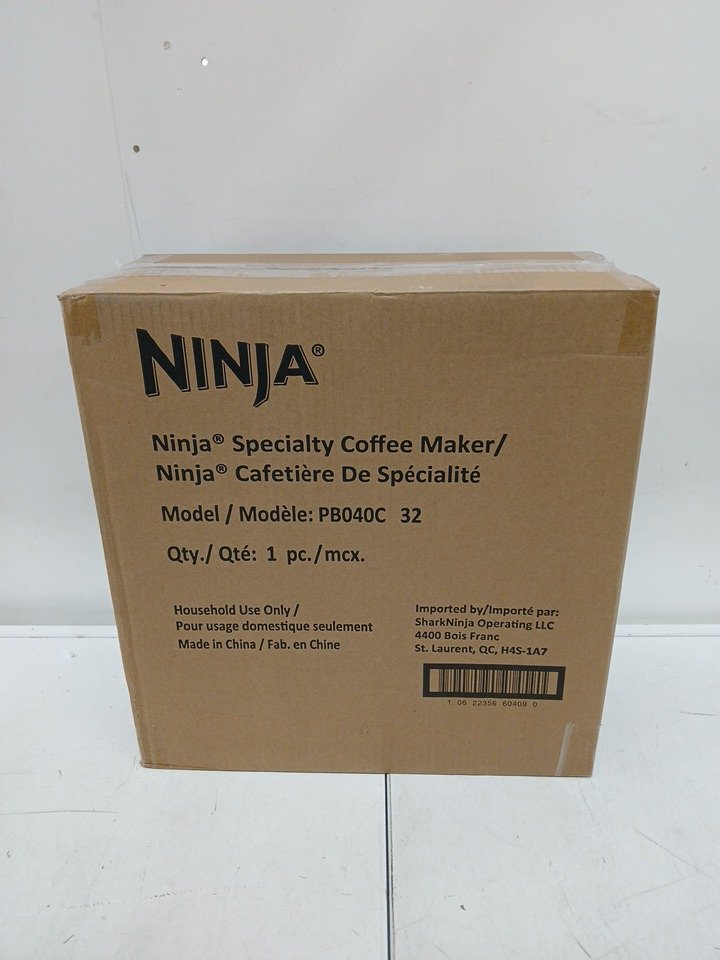 NINJA®
Ninja® Specialty Coffee Maker/
Ninja® Cafetière De Spécialité
Model / Modèle: PB040C 32
Qty./ Qté: 1 pc./mcx.
Household Use Only /
Pour usage domestique seulement
Made in China / Fab. en Chine
Imported by/Importé par:
SharkNinja Operating LLC
4400 Bois Franc
St. Laurent, QC, H4S-1A7
1 06 22356 60409 0